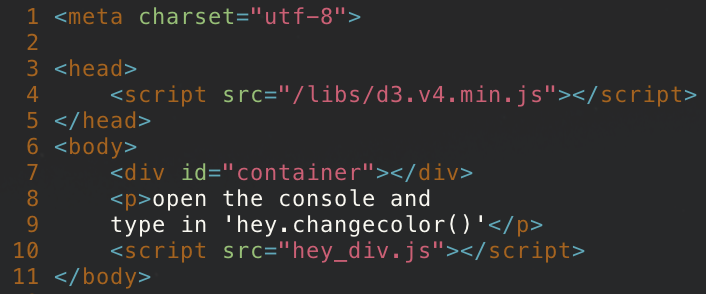 1 <meta charset="utf-8">
2
3 <head>
4     <script src="/libs/d3.v4.min.js"></script>
5 </head>
6 <body>
7     <div id="container"></div>
8     <p>open the console and
9     type in 'hey.changecolor()'</p>
10     <script src="hey_div.js"></script>
11 </body>